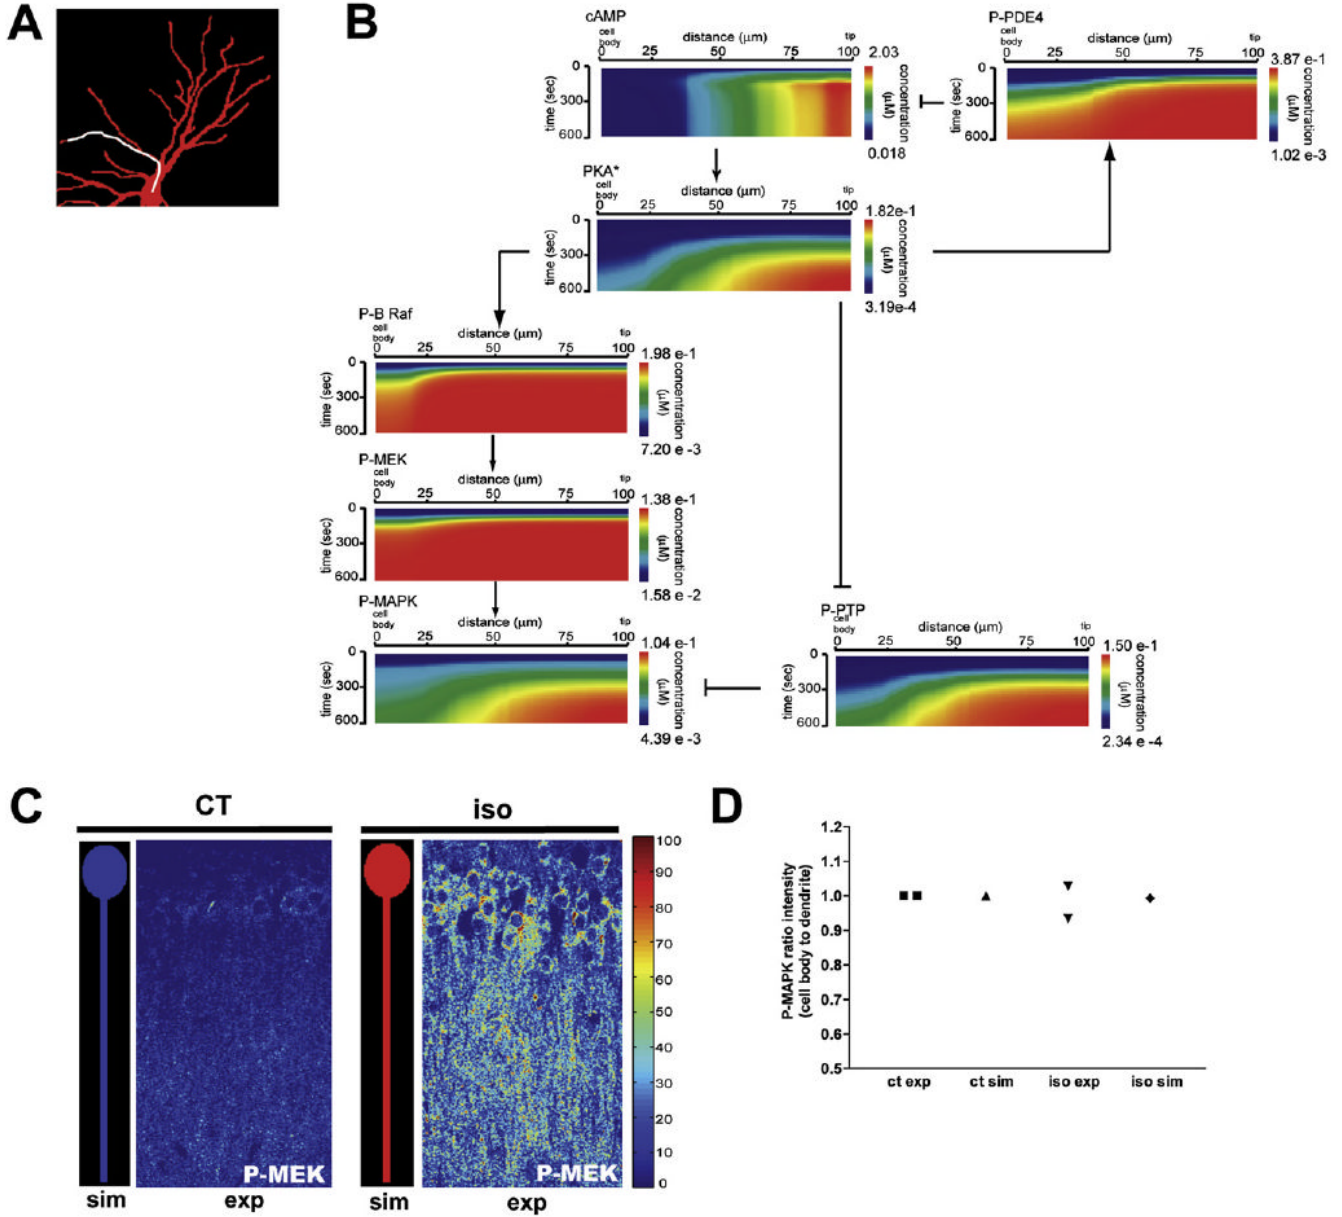 A
B
cAMP
cell
body
distance (µm)
tip
0 25 50 75 100
time (sec)
0
300
600
2.03
concentration
(µM)
0.018
P-PDE4
cell
body
distance (µm)
tip
0 25 50 75 100
time (sec)
0
300
600
3.87 e-1
concentration
(µM)
1.02 e-3
PKA*
cell
body
distance (µm)
tip
0 25 50 75 100
time (sec)
0
300
600
1.82e-1
concentration
(µM)
3.19e-4
P-B Raf
cell
body
distance (µm)
tip
0 25 50 75 100
time (sec)
0
300
600
1.98 e-1
concentration
(µM)
7.20 e -3
P-MEK
cell
body
distance (µm)
tip
0 25 50 75 100
time (sec)
0
300
600
1.38 e-1
concentration
(µM)
1.58 e -2
P-MAPK
cell
body
distance (µm)
tip
0 25 50 75 100
time (sec)
0
300
600
1.04 e-1
concentration
(µM)
4.39 e -3
P-PTP
cell
body
distance (µm)
tip
0 25 50 75 100
time (sec)
0
300
600
1.50 e-1
concentration
(µM)
2.34 e -4
C
CT
iso
P-MEK
P-MEK
sim
exp
sim
exp
100
90
80
70
60
50
40
30
20
10
0
D
P-MAPK ratio intensity
(cell body to dendrite)
1.2
1.1
1.0
0.9
0.8
0.7
0.6
0.5
ct exp
ct sim
iso exp
iso sim